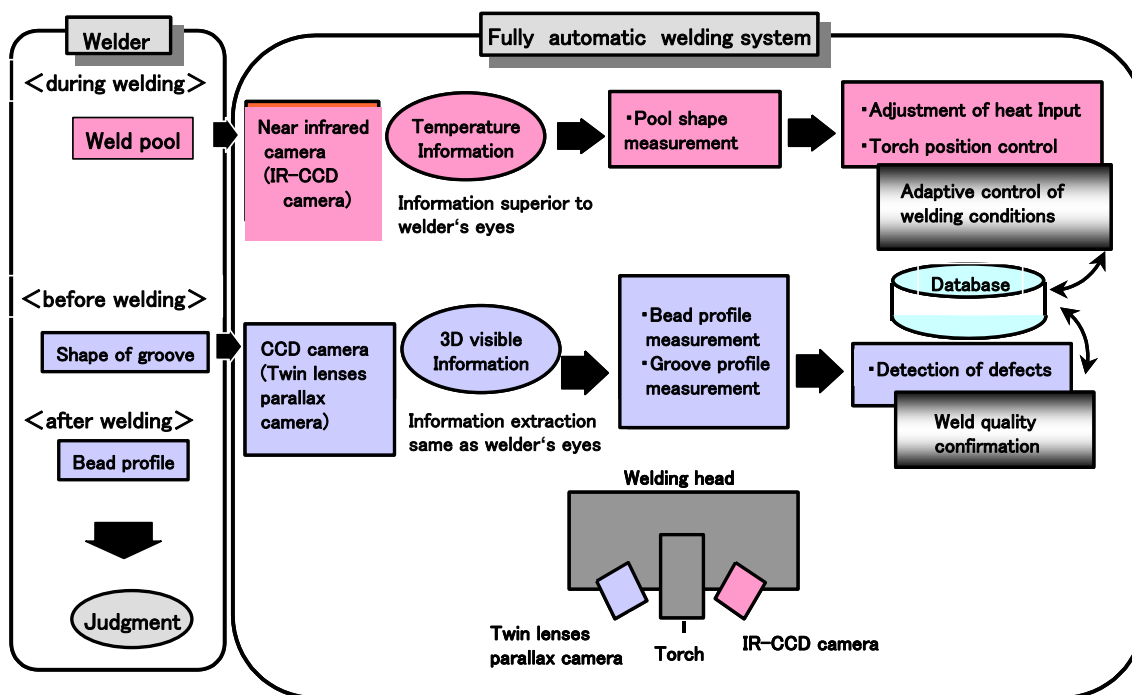 Welder
<during welding>
Weld pool
<before welding>
Shape of groove
<after welding>
Bead profile
Judgment
Fully automatic welding system
Near infrared
camera
(IR-CCD
camera)
Temperature
Information
Information superior to
welder‘s eyes
・Pool shape
measurement
・Adjustment of heat Input
・Torch position control
Adaptive control of
welding conditions
Database
CCD camera
(Twin lenses
parallax
camera)
3D visible
Information
Information extraction
same as welder‘s eyes
・Bead profile
measurement
・Groove profile
measurement
・Detection of defects
Weld quality
confirmation
Welding head
Twin lenses
parallax camera
Torch
IR-CCD camera